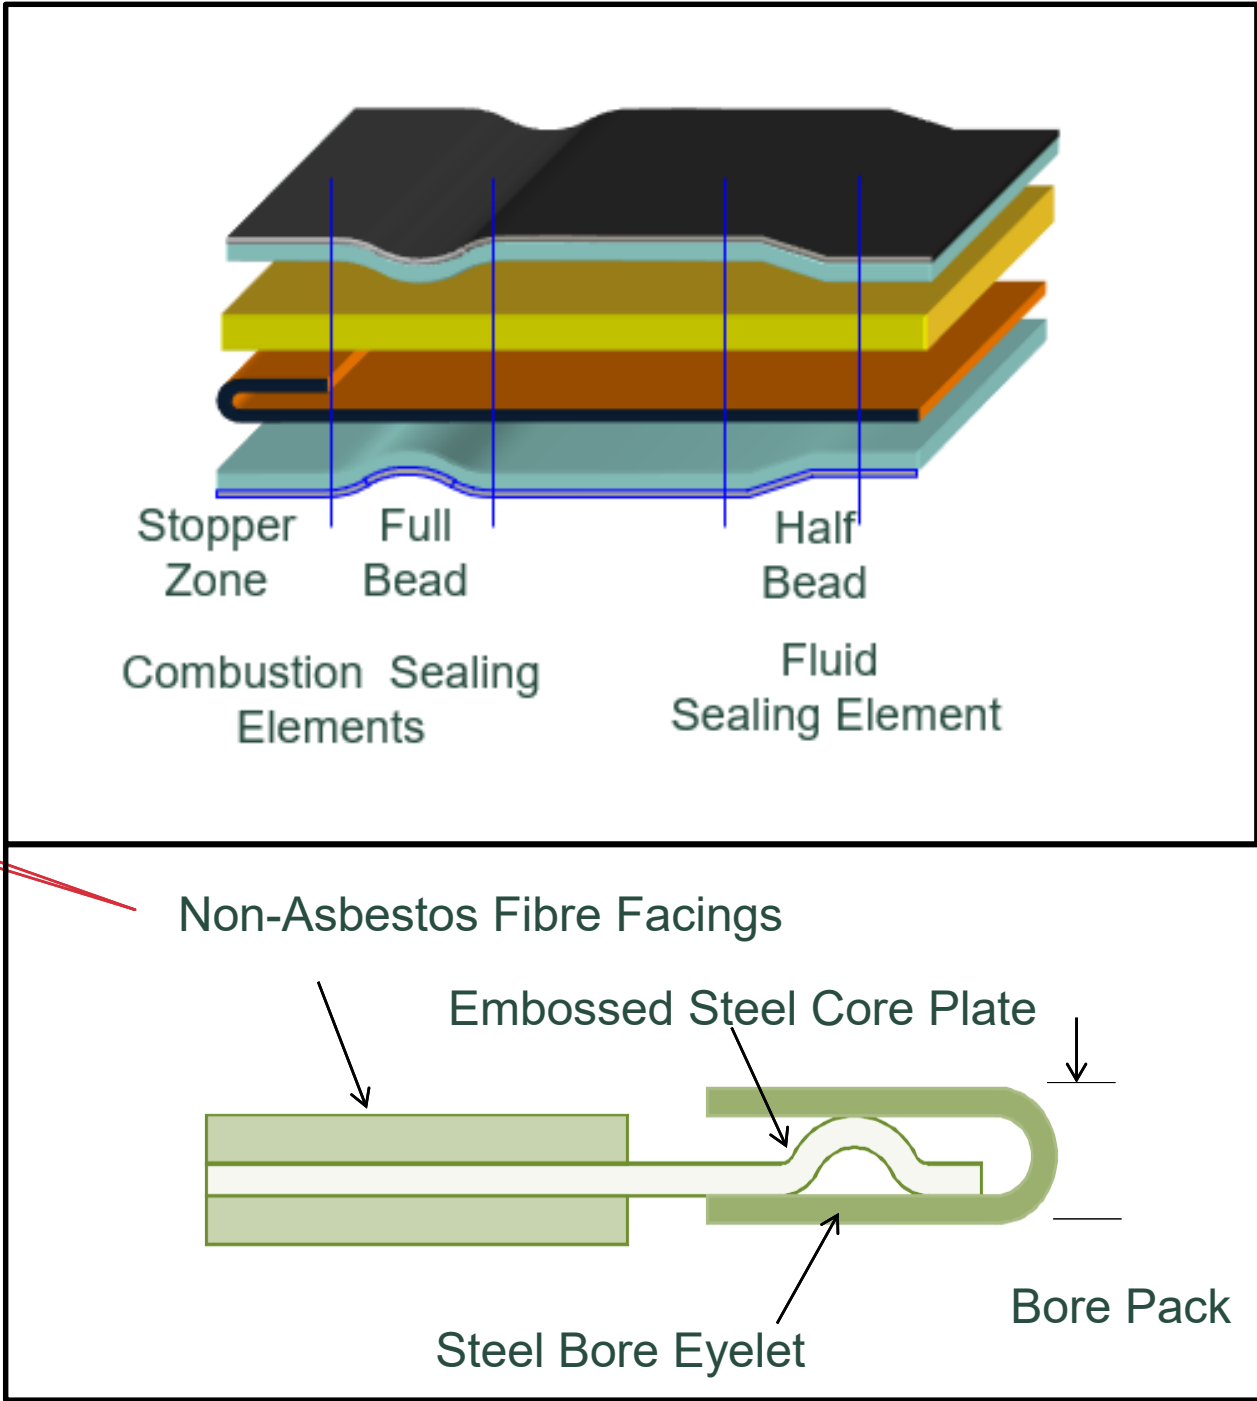 Stopper Zone
Full Bead
Half Bead
Combustion Sealing
Elements
Fluid
Sealing Element
Non-Asbestos Fibre Facings
Embossed Steel Core Plate
Bore Pack
Steel Bore Eyelet